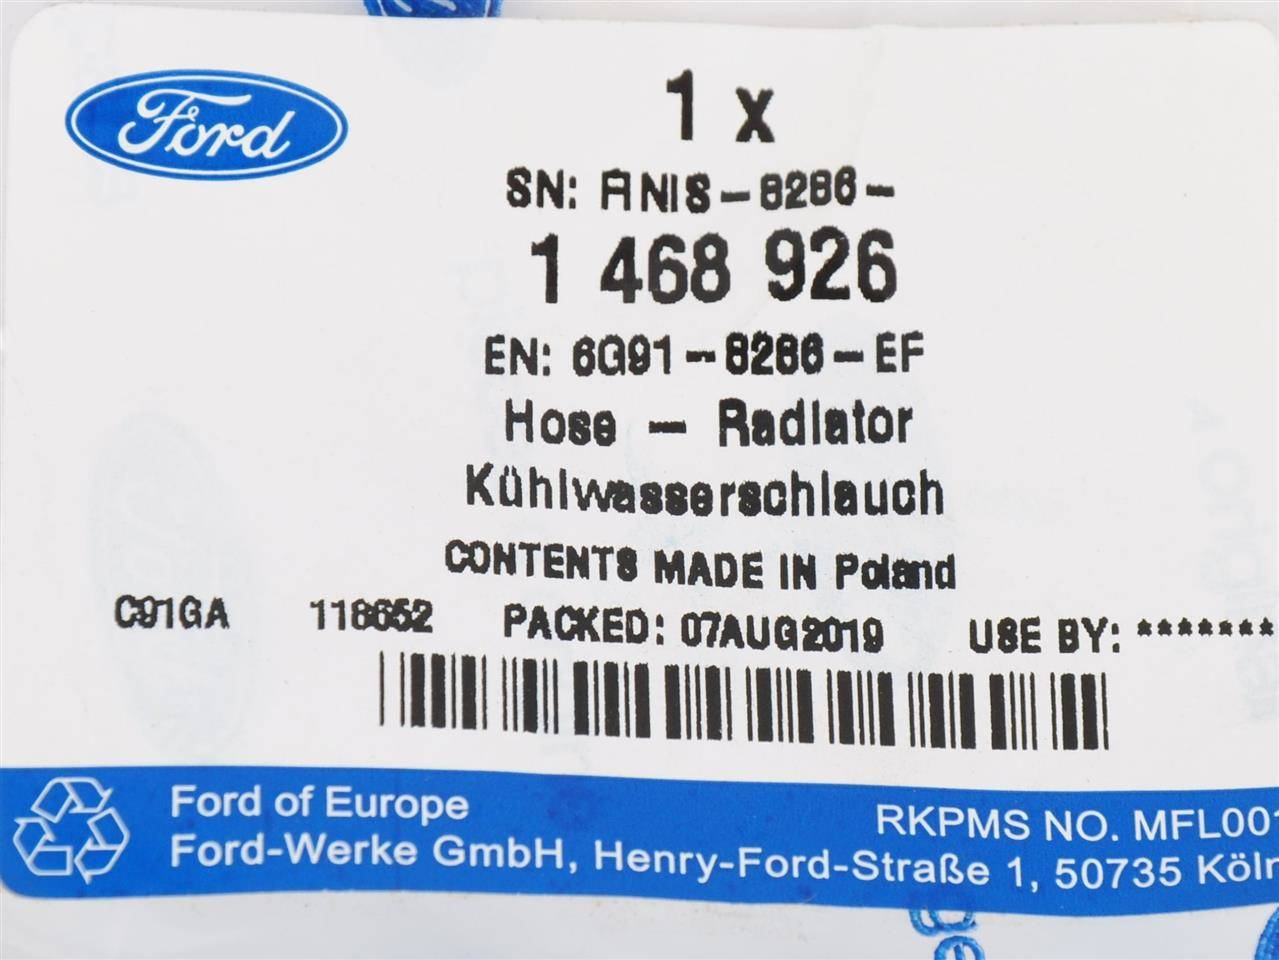 Ford
1 x
SN: FINIS-8286-
1 468 926
EN: 6G91-8286-EF
Hose - Radiator
Kühlwasserschlauch
CONTENTS MADE IN Poland
C91GA 118652 PACKED: 07AUG2019 USE BY: *******
Ford of Europe
RKPMS NO. MFL001
Ford-Werke GmbH, Henry-Ford-Straße 1, 50735 Köln